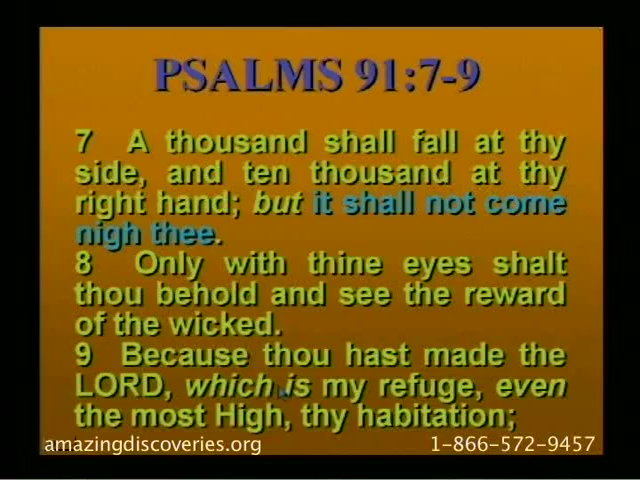 PSALMS 91:7-9
7 A thousand shall fall at thy
side, and ten thousand at thy
right hand; but it shall not come
nigh thee.
8 Only with thine eyes shalt
thou behold and see the reward
of the wicked.
9 Because thou hast made the
LORD, which is my refuge, even
the most High, thy habitation;
amazingdiscoveries.org 1-866-572-9457